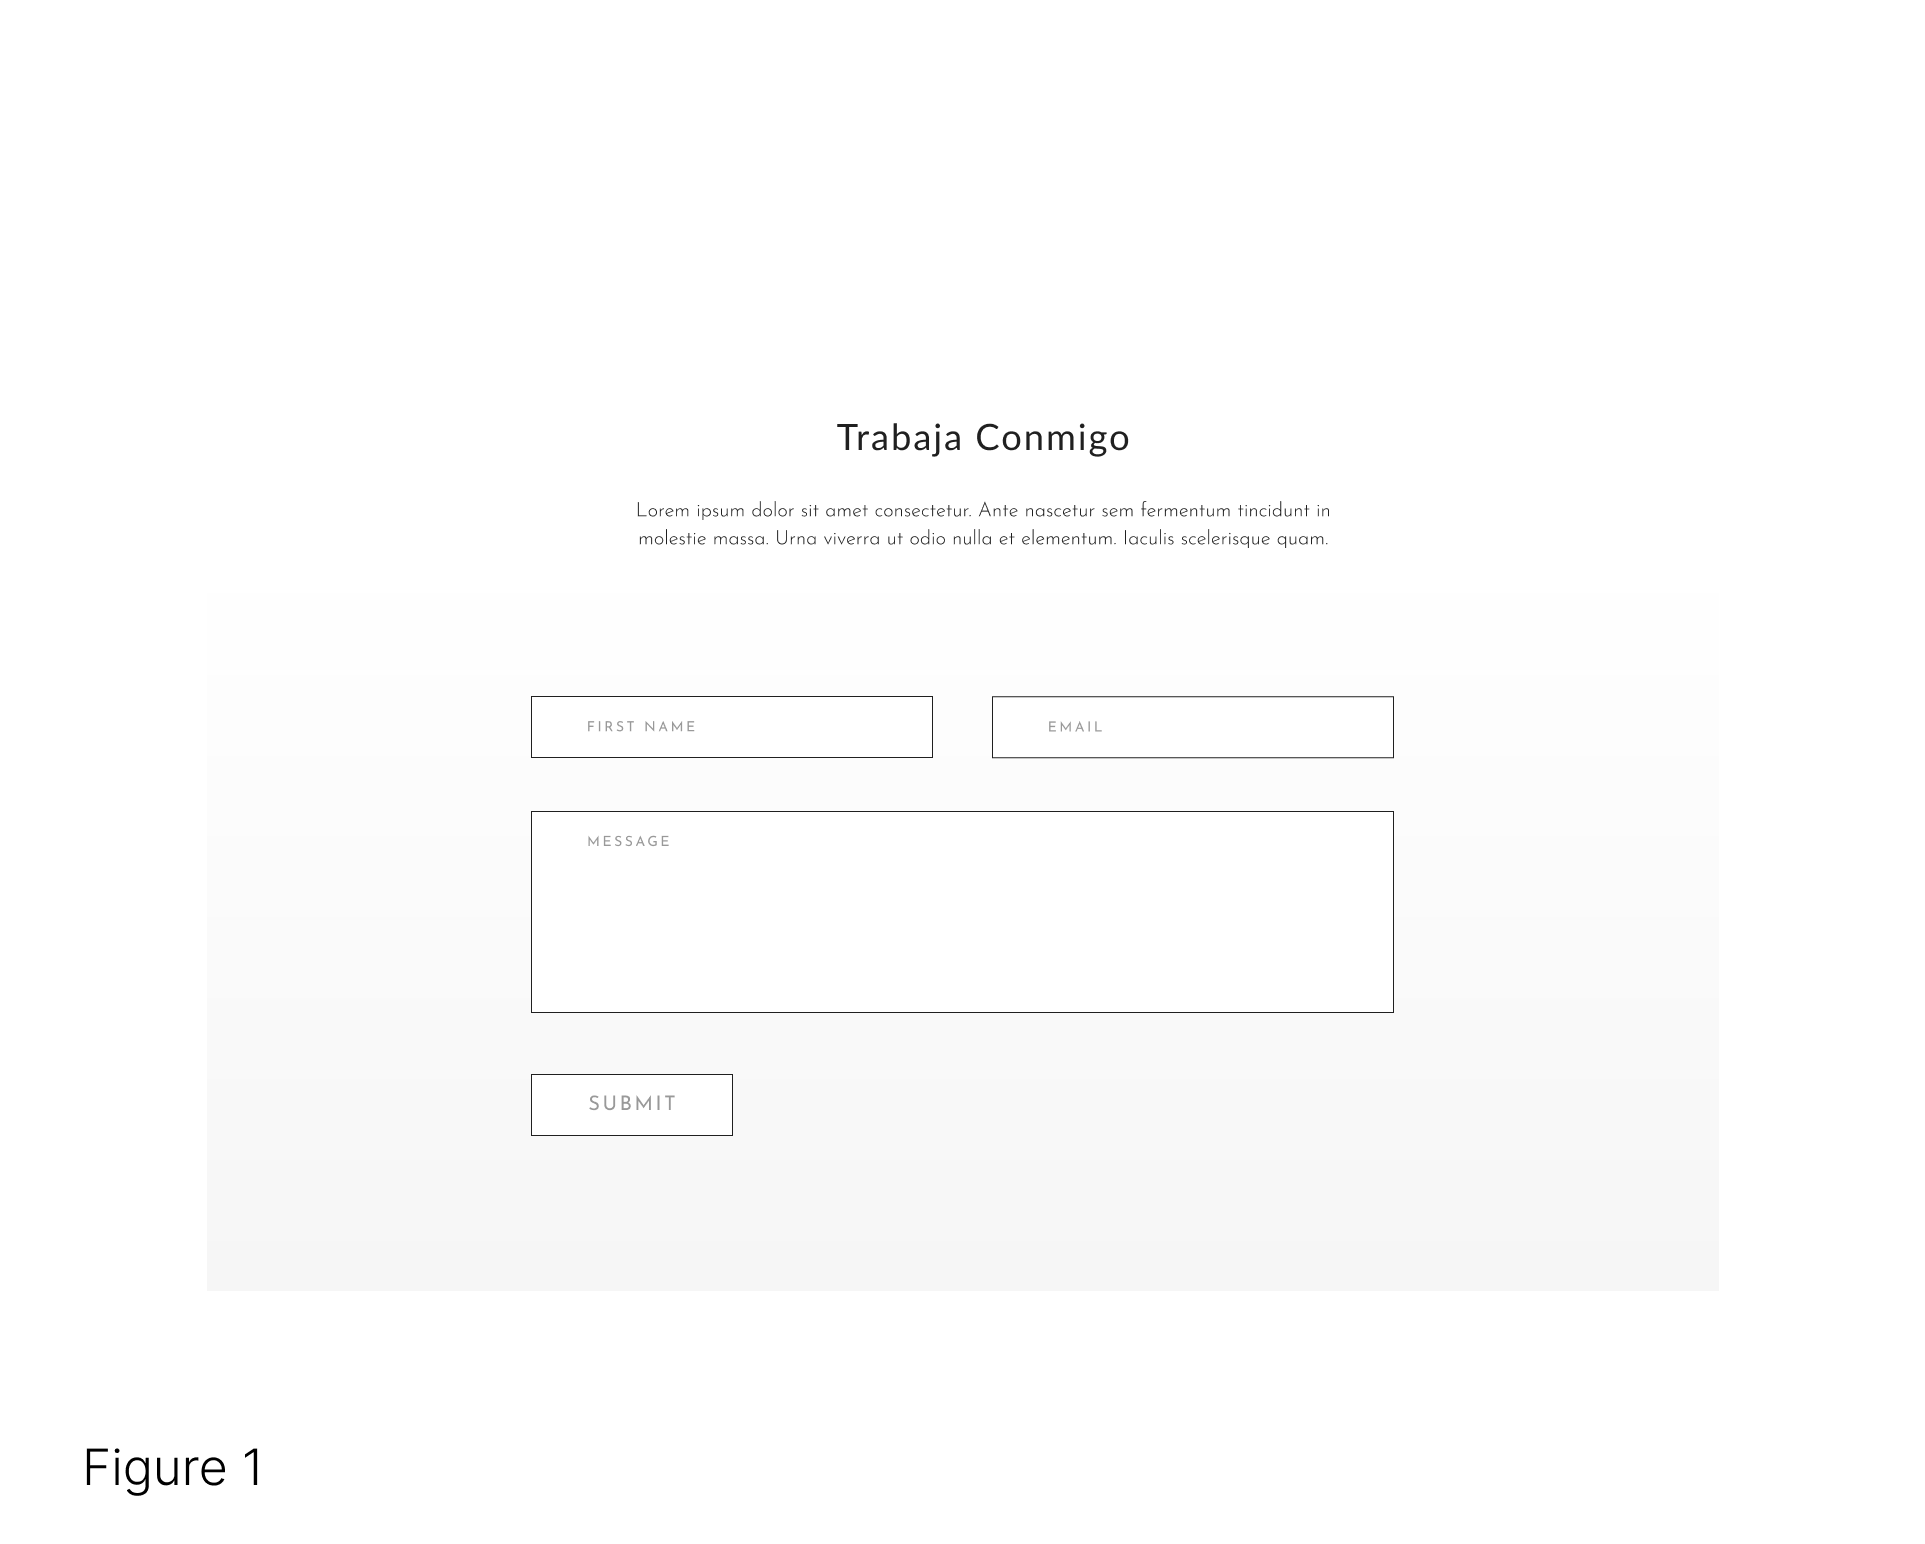 Trabaja Conmigo
Lorem ipsum dolor sit amet consectetur. Ante nascetur sem fermentum tincidunt in
molestie massa. Urna viverra ut odio nulla et elementum. Iaculis scelerisque quam.
FIRST NAME
EMAIL
MESSAGE
SUBMIT
Figure 1